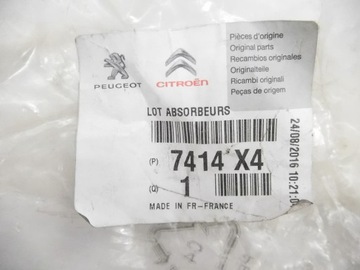 Pièces d'origine
Original parts
Recambios originales
Originalteile
Ricambi originali
Peças de origem
PEUGEOT
CITROËN
LOT ABSORBEURS
(P) 7414 X4
(Q) 1
MADE IN FR-FRANCE
24/08/2016 10:21:0